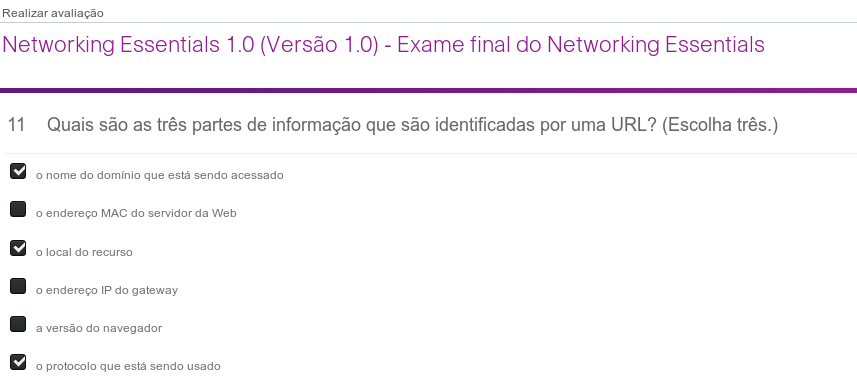 Realizar avaliação
Networking Essentials 1.0 (Versão 1.0) - Exame final do Networking Essentials
11 Quais são as três partes de informação que são identificadas por uma URL? (Escolha três.)
o nome do domínio que está sendo acessado
o endereço MAC do servidor da Web
o local do recurso
o endereço IP do gateway
a versão do navegador
o protocolo que está sendo usado